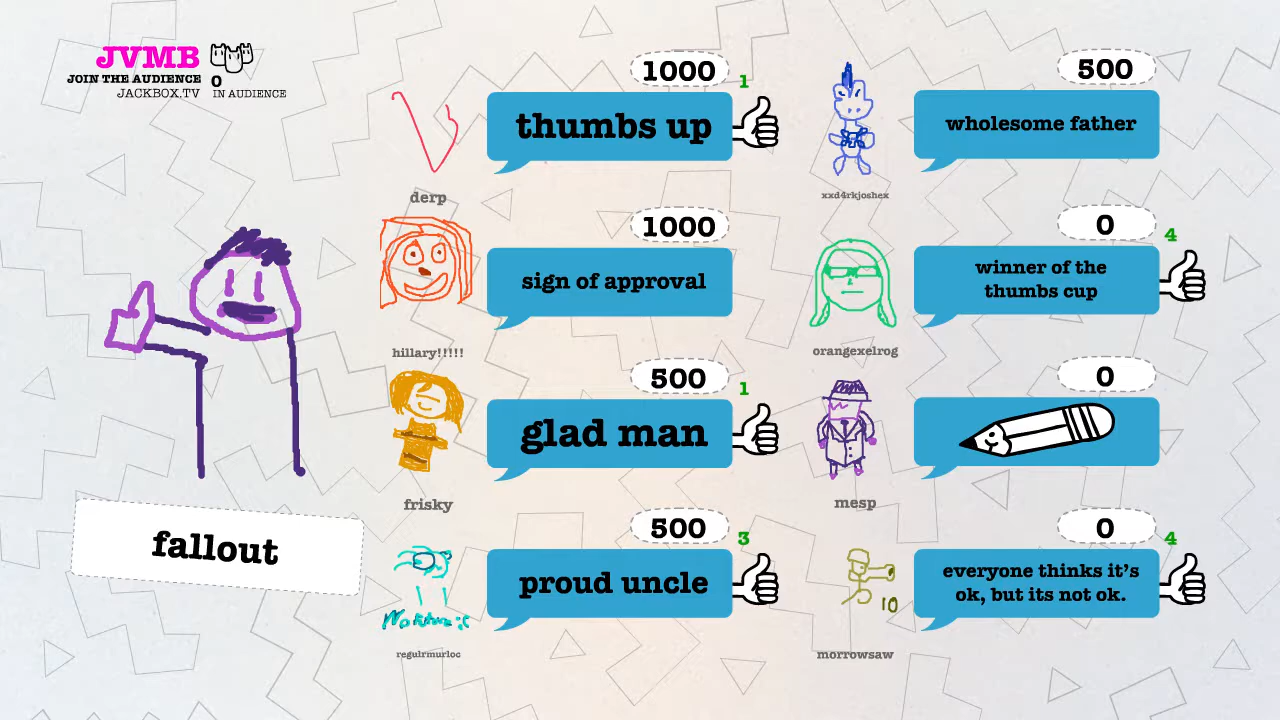 JVMB
JOIN THE AUDIENCE
JACKBOX.TV
0
IN AUDIENCE
fallout
1000
1
thumbs up
derp
1000
sign of approval
hillary!!!!!
500
1
glad man
frisky
500
3
proud uncle
regulrmurloc
500
wholesome father
xxd4rkjoshex
0
4
winner of the
thumbs cup
orangexelrog
0
mesp
0
4
everyone thinks it's
ok, but its not ok.
10
morrowsaw